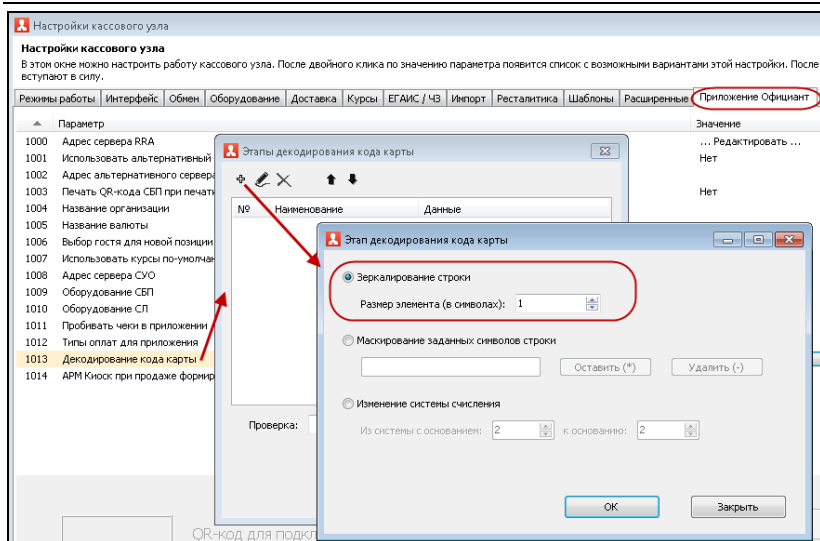 Настройки кассового узла
Настройки кассового узла
В этом окне можно настроить работу кассового узла. После двойного клика по значению параметра появится список с возможными вариантами этой настройки. После
вступают в силу.
Режимы работы Интерфейс Обмен Оборудование Доставка Курсы ЕГАИС / ЧЗ Импорт Ресталитика Шаблоны Расширенные Приложение Официант
Параметр Значение
1000 Адрес сервера RRA ... Редактировать ...
1001 Использовать альтернативный Нет
1002 Адрес альтернативного сервера
1003 Печать QR-кода СБП при печати Нет
1004 Название организации
1005 Название валюты
1006 Выбор гостя для новой позиции
1007 Использовать курсы по-умолчан
1008 Адрес сервера СУО
1009 Оборудование СБП
1010 Оборудование СЛ
1011 Пробивать чеки в приложении
1012 Типы оплат для приложения
1013 Декодирование кода карты
1014 АРМ Киоск при продаже формир
Этапы декодирования кода карты
№ Наименование Данные
Проверка:
Этап декодирования кода карты
Зеркалирование строки
Размер элемента (в символах): 1
Маскирование заданных символов строки
Оставить (*) Удалить (-)
Изменение системы счисления
Из системы с основанием: 2 к основанию: 2
ОК Закрыть
QR-код для подкл